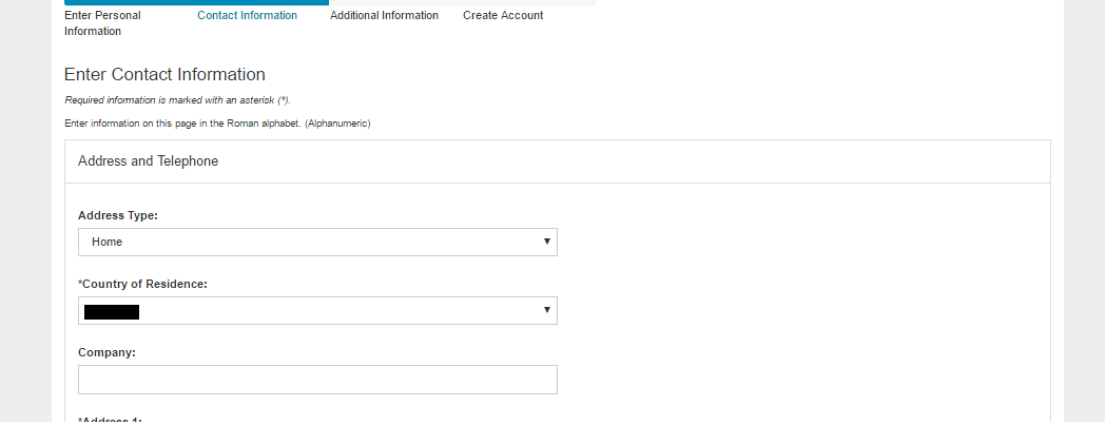 Enter Personal Information
Contact Information
Additional Information
Create Account
Enter Contact Information
Required information is marked with an asterisk (*).
Enter information on this page in the Roman alphabet. (Alphanumeric)
Address and Telephone
Address Type:
Home
*Country of Residence:
Company:
*Address 1: